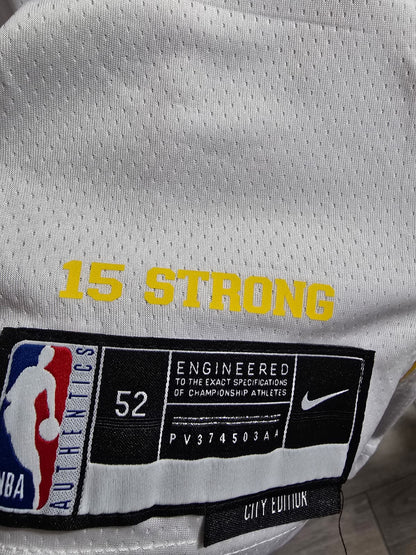 15 STRONG
NBA
AUTHENTICS
52
ENGINEERED
TO THE EXACT SPECIFICATIONS
OF CHAMPIONSHIP ATHLETES
PV374503AA
CITY EDITION